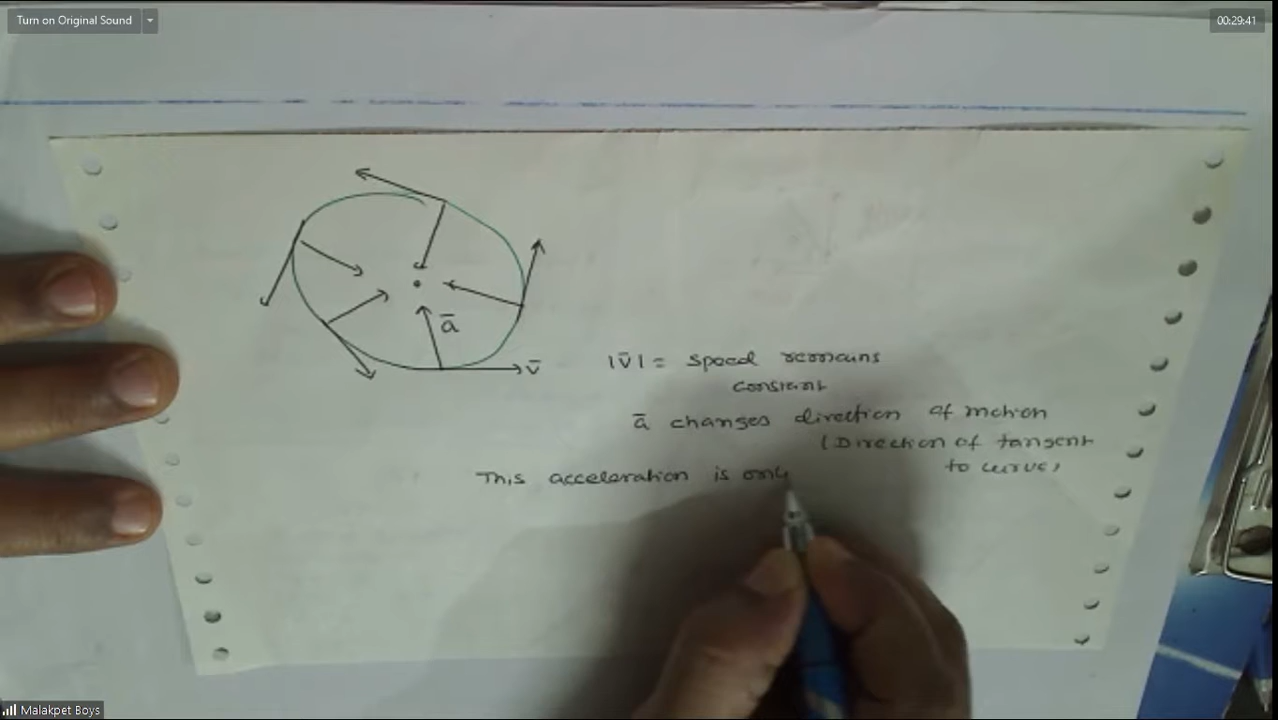 Turn on Original Sound
00:29:41
ā
v̄
|v̄| = speed remains
constant
ā changes direction of motion
(Direction of tangent
to curve)
This acceleration is only
Malakpet Boys